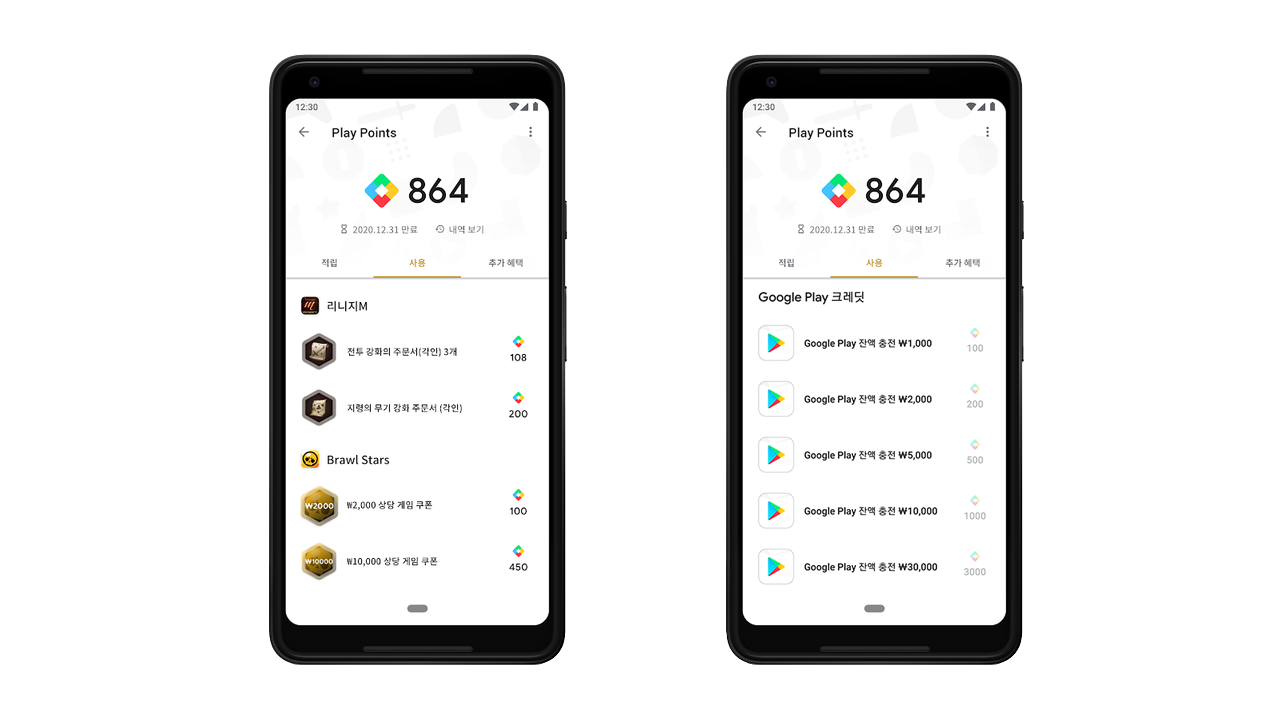 12:30
Play Points
864
2020.12.31 만료 내역 보기
적립 사용 추가 혜택
리니지M
전투 강화의 주문서(각인) 3개
108
지령의 무기 강화 주문서 (각인)
200
Brawl Stars
₩2000
₩2,000 상당 게임 쿠폰
100
₩10000
₩10,000 상당 게임 쿠폰
450
12:30
Play Points
864
2020.12.31 만료 내역 보기
적립 사용 추가 혜택
Google Play 크레딧
Google Play 잔액 충전 ₩1,000
100
Google Play 잔액 충전 ₩2,000
200
Google Play 잔액 충전 ₩5,000
500
Google Play 잔액 충전 ₩10,000
1000
Google Play 잔액 충전 ₩30,000
3000